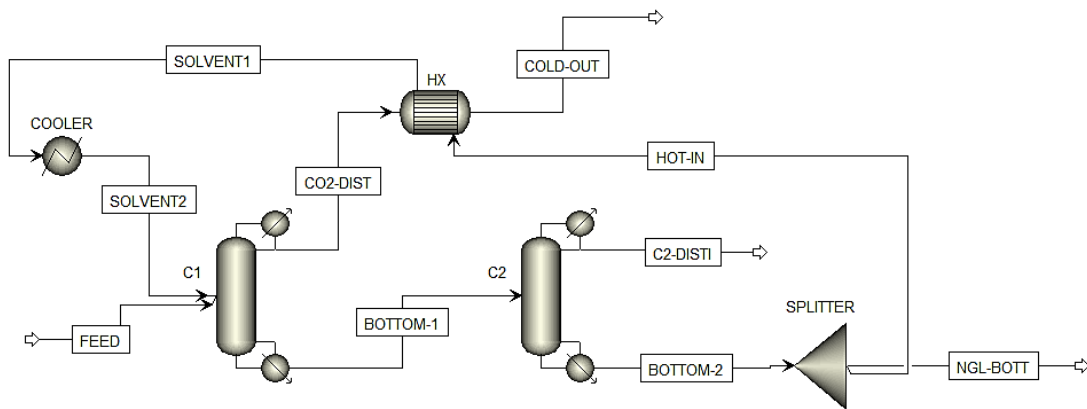 SOLVENT1
HX
COLD-OUT
COOLER
HOT-IN
CO2-DIST
SOLVENT2
C1
C2
C2-DISTI
SPLITTER
FEED
BOTTOM-1
BOTTOM-2
NGL-BOTT